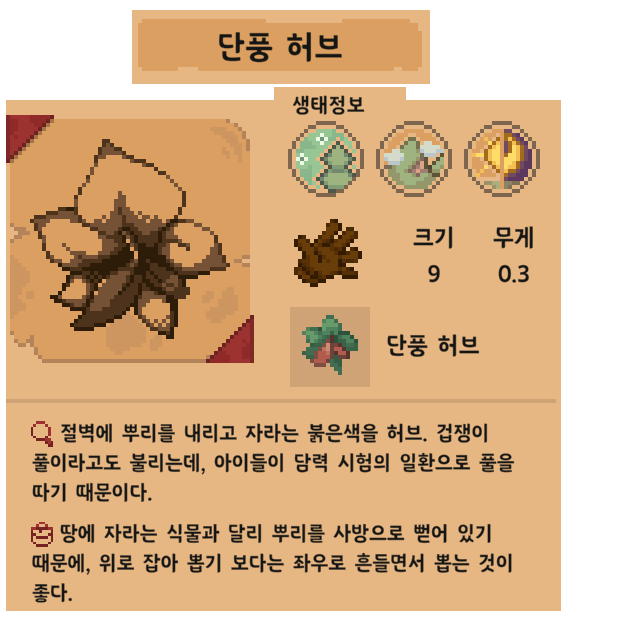 단풍 허브
생태정보
크기 무게
9 0.3
단풍 허브
절벽에 뿌리를 내리고 자라는 붉은색을 허브. 겁쟁이
풀이라고도 불리는데, 아이들이 담력 시험의 일환으로 풀을
따기 때문이다.
땅에 자라는 식물과 달리 뿌리를 사방으로 뻗어 있기
때문에, 위로 잡아 뽑기 보다는 좌우로 흔들면서 뽑는 것이
좋다.